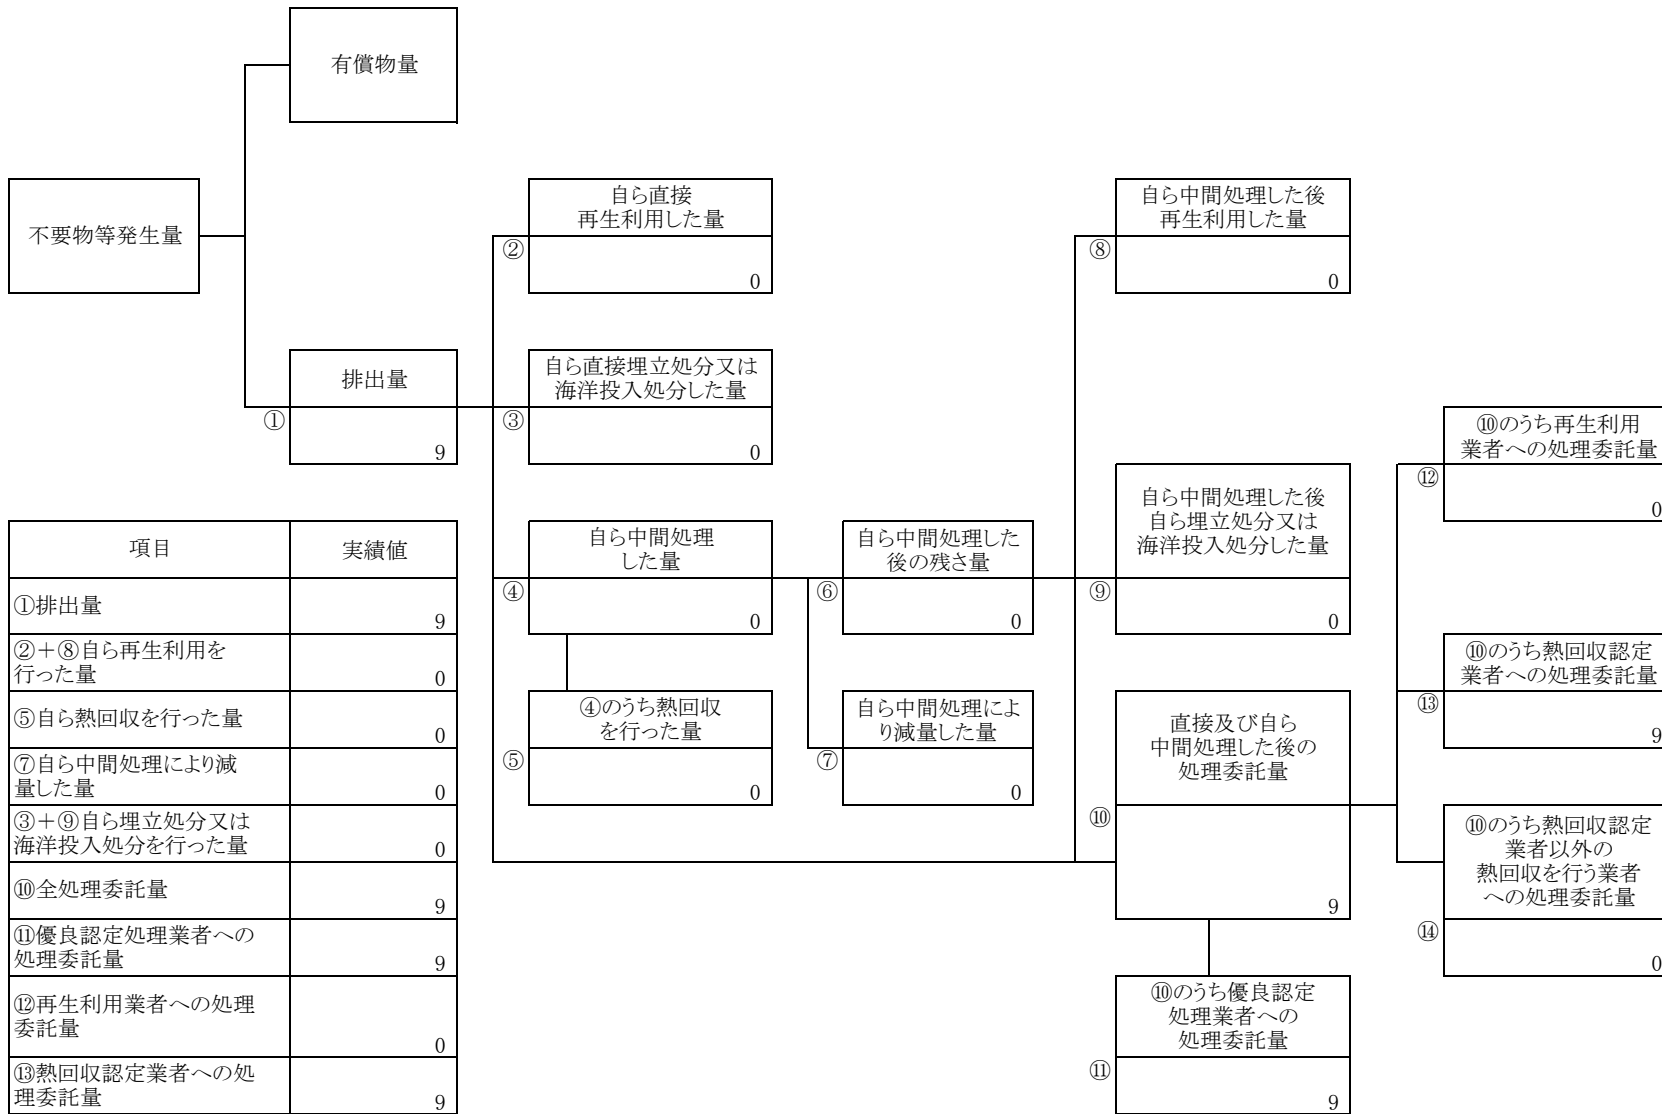 有償物量
不要物等発生量
自ら直接
再生利用した量
②
0
自ら中間処理した後
再生利用した量
⑧
0
排出量
①
9
自ら直接埋立処分又は
海洋投入処分した量
③
0
⑩のうち再生利用
業者への処理委託量
⑫
0
自ら中間処理
した量
④
0
自ら中間処理した
後の残さ量
⑥
0
自ら中間処理した後
自ら埋立処分又は
海洋投入処分した量
⑨
0
⑩のうち熱回収認定
業者への処理委託量
⑬
9
④のうち熱回収
を行った量
⑤
0
自ら中間処理によ
り減量した量
⑦
0
直接及び自ら
中間処理した後の
処理委託量
⑩
9
⑩のうち熱回収認定
業者以外の
熱回収を行う業者
への処理委託量
⑭
0
⑩のうち優良認定
処理業者への
処理委託量
⑪
9
項目 実績値
①排出量 9
②＋⑧自ら再生利用を
行った量 0
⑤自ら熱回収を行った量 0
⑦自ら中間処理により減
量した量 0
③＋⑨自ら埋立処分又は
海洋投入処分を行った量 0
⑩全処理委託量 9
⑪優良認定処理業者への
処理委託量 9
⑫再生利用業者への処理
委託量 0
⑬熱回収認定業者への処
理委託量 9